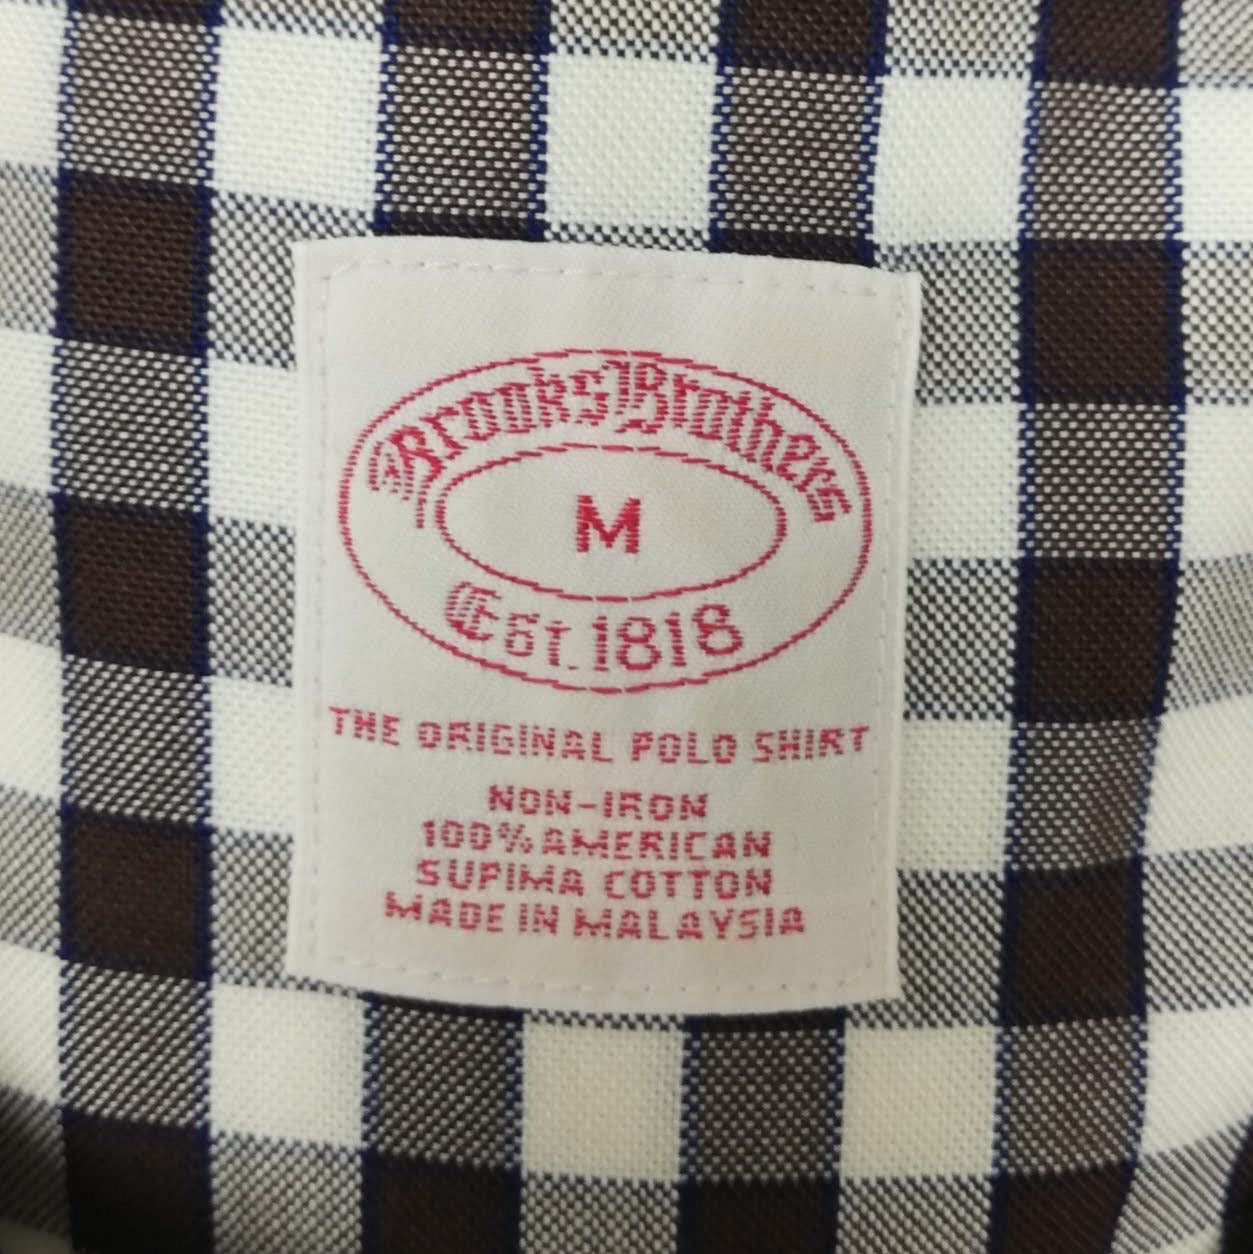 Brooks Brothers
M
Est. 1818
THE ORIGINAL POLO SHIRT
NON-IRON
100% AMERICAN
SUPIMA COTTON
MADE IN MALAYSIA